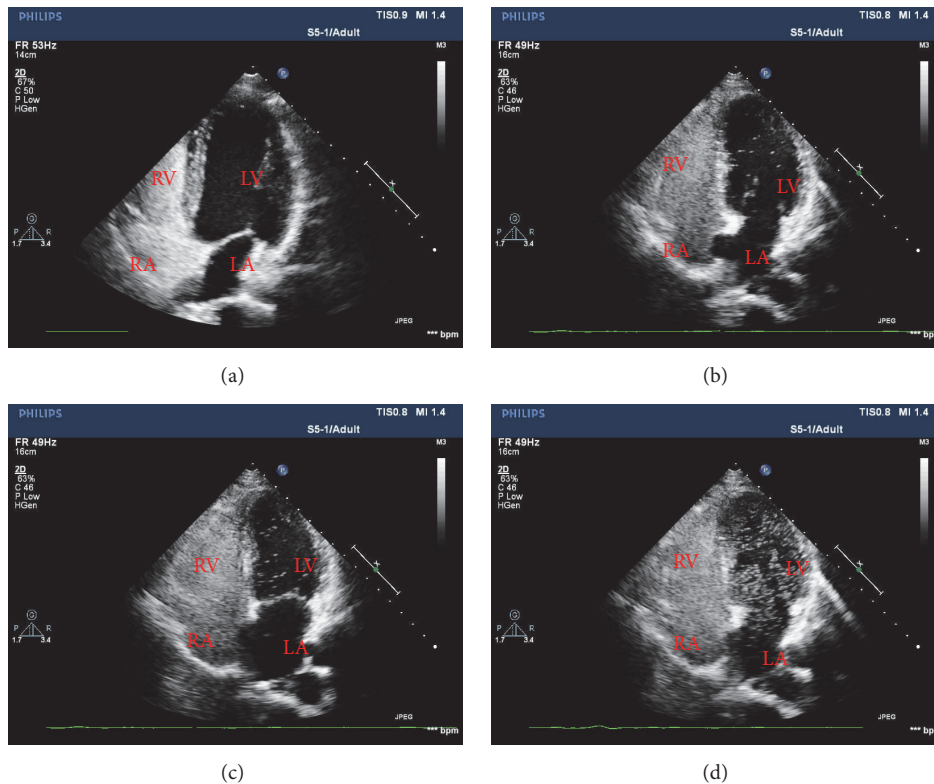 PHILIPS TIS0.9 MI 1.4
S5-1/Adult
FR 53Hz
14cm
M3
2D
67%
C 50
P Low
HGen
P
RV LV
G
P R
1.7 3.4
RA LA
JPEG
*** bpm
(a)
PHILIPS TIS0.8 MI 1.4
S5-1/Adult
FR 49Hz
16cm
M3
2D
63%
C 46
P Low
HGen
P
RV LV
G
P R
1.7 3.4
RA LA
JPEG
*** bpm
(b)
PHILIPS TIS0.8 MI 1.4
S5-1/Adult
FR 49Hz
16cm
M3
2D
63%
C 46
P Low
HGen
P
RV LV
G
P R
1.7 3.4
RA LA
JPEG
*** bpm
(c)
PHILIPS TIS0.8 MI 1.4
S5-1/Adult
FR 49Hz
16cm
M3
2D
63%
C 46
P Low
HGen
P
RV LV
G
P R
1.7 3.4
RA LA
JPEG
*** bpm
(d)